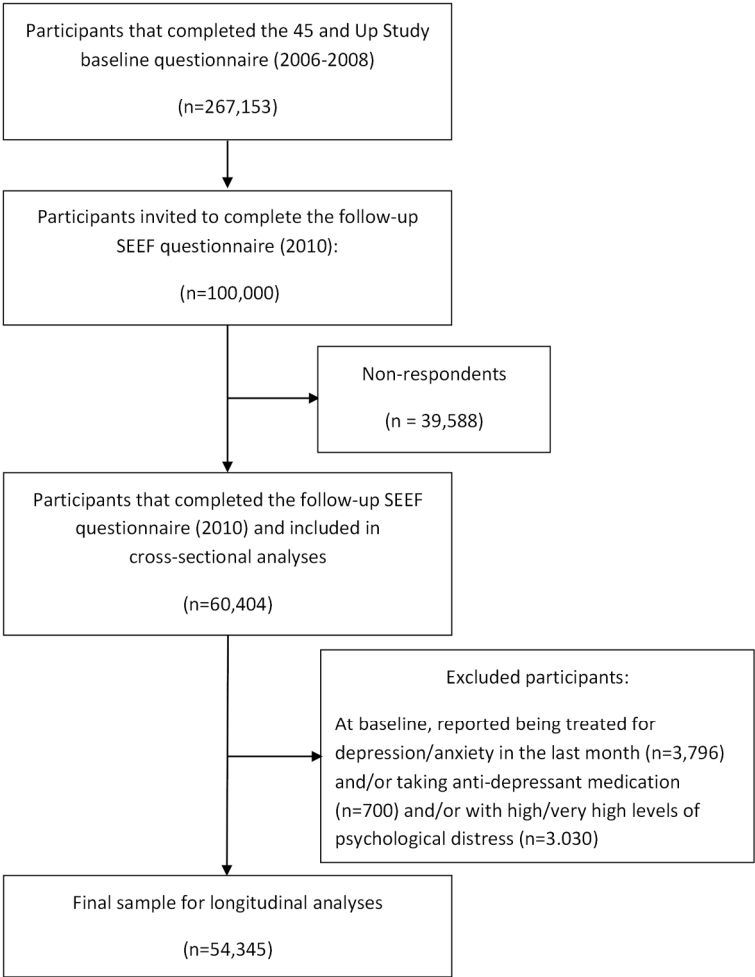 Participants that completed the 45 and Up Study
baseline questionnaire (2006-2008)
(n=267,153)
Participants invited to complete the follow-up
SEEF questionnaire (2010):
(n=100,000)
Non-respondents
(n = 39,588)
Participants that completed the follow-up SEEF
questionnaire (2010) and included in
cross-sectional analyses
(n=60,404)
Excluded participants:
At baseline, reported being treated for
depression/anxiety in the last month (n=3,796)
and/or taking anti-depressant medication
(n=700) and/or with high/very high levels of
psychological distress (n=3.030)
Final sample for longitudinal analyses
(n=54,345)